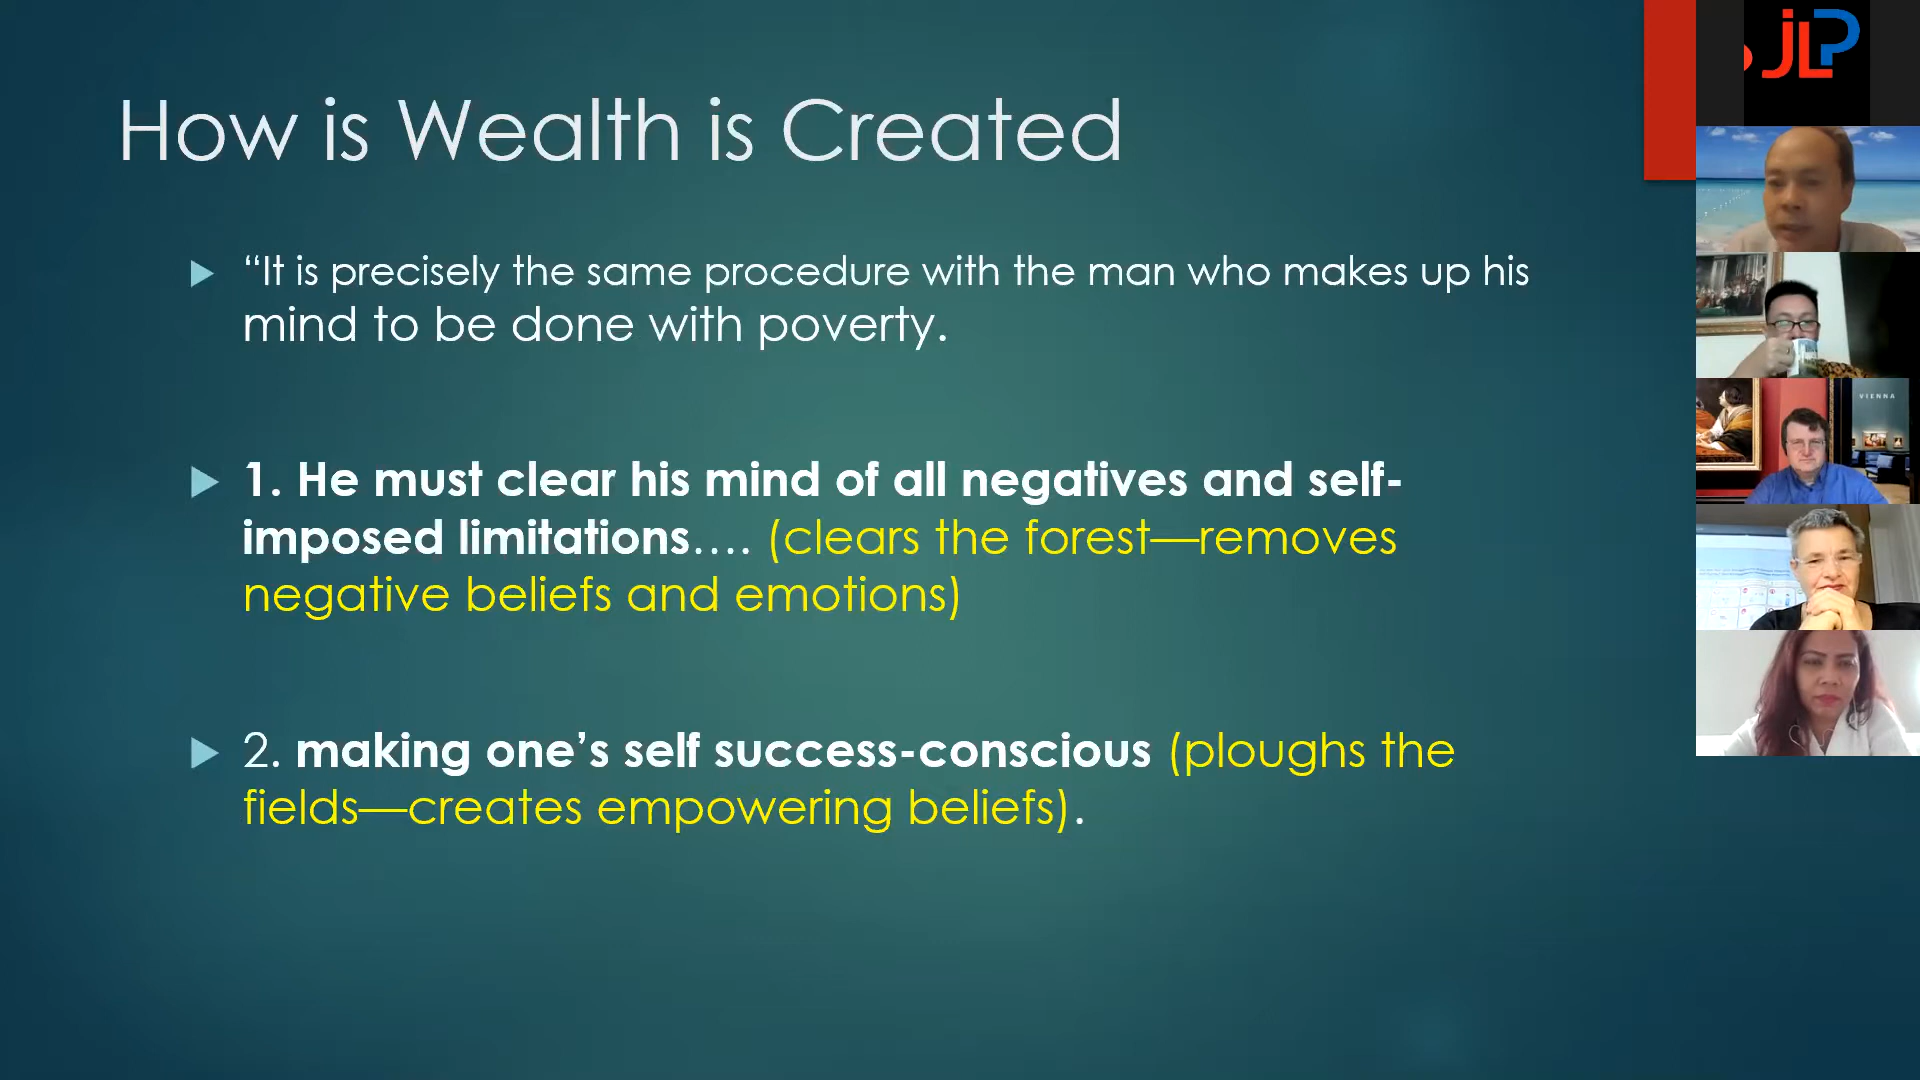 How is Wealth is Created
“It is precisely the same procedure with the man who makes up his
mind to be done with poverty.
1. He must clear his mind of all negatives and self-
imposed limitations…. (clears the forest—removes
negative beliefs and emotions)
2. making one’s self success-conscious (ploughs the
fields—creates empowering beliefs).
JLP
VIENNA